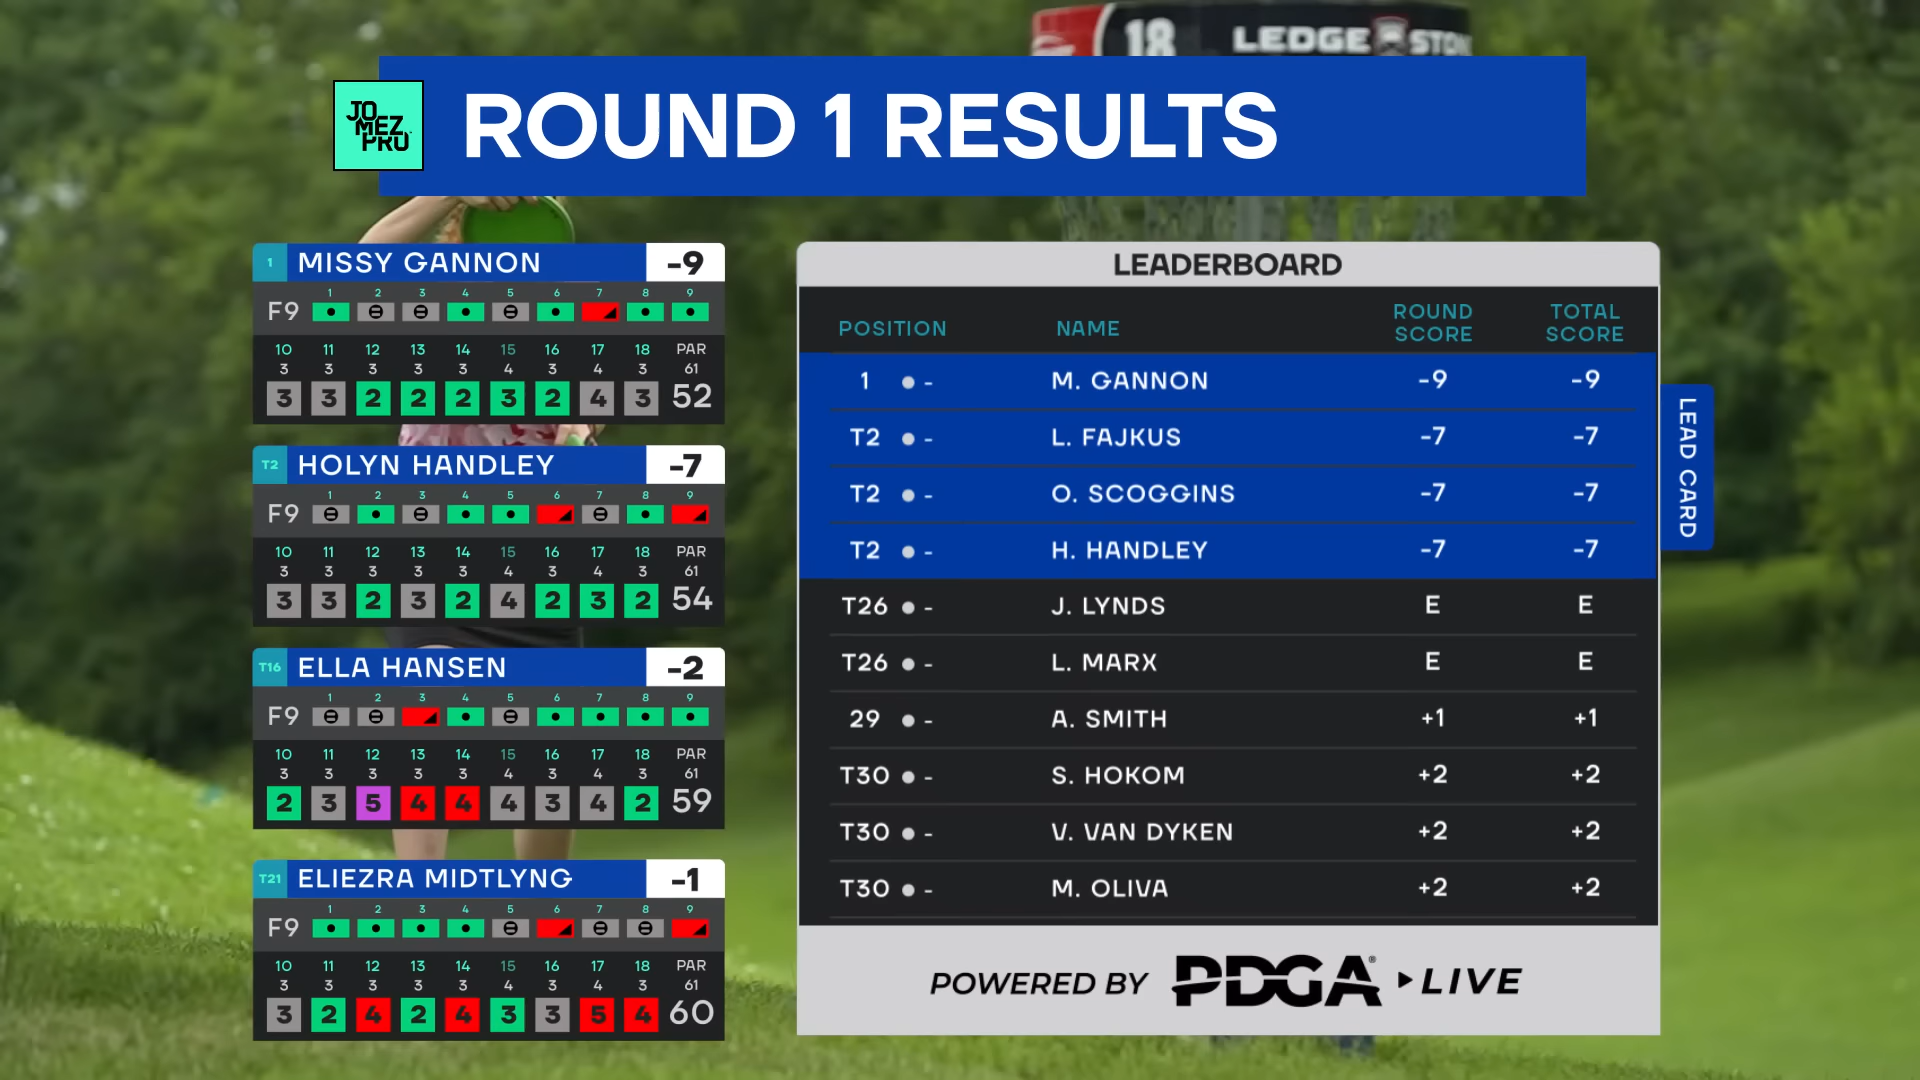 18 LEDGESTON
JOMEZPRO
ROUND 1 RESULTS
1 MISSY GANNON -9
1 2 3 4 5 6 7 8 9
F9
10 11 12 13 14 15 16 17 18 PAR
3 3 3 3 3 4 3 4 3 61
3 3 2 2 2 3 2 4 3 52
T2 HOLYN HANDLEY -7
1 2 3 4 5 6 7 8 9
F9
10 11 12 13 14 15 16 17 18 PAR
3 3 3 3 3 4 3 4 3 61
3 3 2 3 2 4 2 3 2 54
T16 ELLA HANSEN -2
1 2 3 4 5 6 7 8 9
F9
10 11 12 13 14 15 16 17 18 PAR
3 3 3 3 3 4 3 4 3 61
2 3 5 4 4 4 3 4 2 59
T21 ELIEZRA MIDTLYNG -1
1 2 3 4 5 6 7 8 9
F9
10 11 12 13 14 15 16 17 18 PAR
3 3 3 3 3 4 3 4 3 61
3 2 4 2 4 3 3 5 4 60
LEADERBOARD
POSITION NAME ROUND SCORE TOTAL SCORE
1 - M. GANNON -9 -9
T2 - L. FAJKUS -7 -7
T2 - O. SCOGGINS -7 -7
T2 - H. HANDLEY -7 -7
T26 - J. LYNDS E E
T26 - L. MARX E E
29 - A. SMITH +1 +1
T30 - S. HOKOM +2 +2
T30 - V. VAN DYKEN +2 +2
T30 - M. OLIVA +2 +2
LEAD CARD
POWERED BY PDGA® LIVE